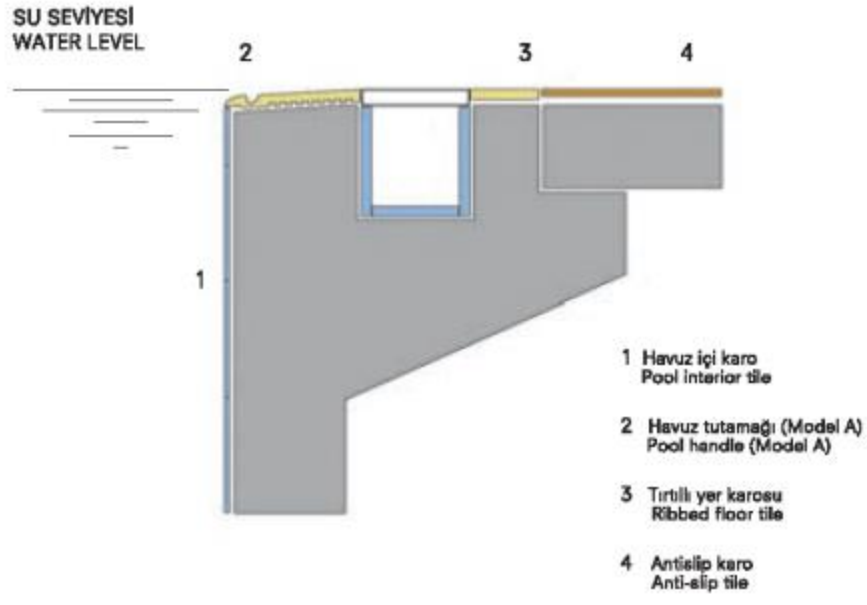 SU SEVİYESİ
WATER LEVEL
2
3
4
1
1 Havuz içi karo
Pool interior tile
2 Havuz tutamağı (Model A)
Pool handle (Model A)
3 Tırtıllı yer karosu
Ribbed floor tile
4 Antislip karo
Anti-slip tile